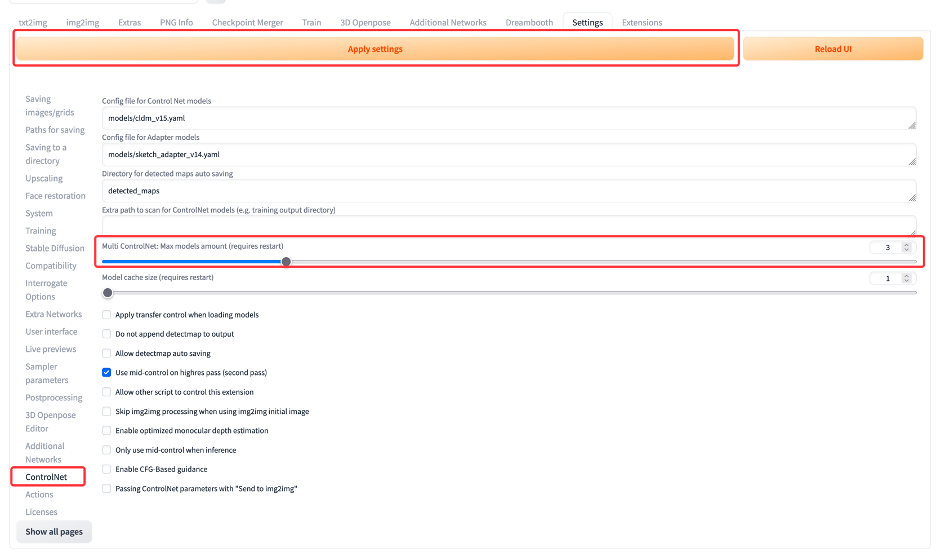 txt2img img2img Extras PNG Info Checkpoint Merger Train 3D Openpose Additional Networks Dreambooth Settings Extensions
Apply settings
Reload UI
Saving
images/grids
Paths for saving
Saving to a
directory
Upscaling
Face restoration
System
Training
Stable Diffusion
Compatibility
Interrogate
Options
Extra Networks
User interface
Live previews
Sampler
parameters
Postprocessing
3D Openpose
Editor
Additional
Networks
ControlNet
Actions
Licenses
Show all pages
Config file for Control Net models
models/cldm_v15.yaml
Config file for Adapter models
models/sketch_adapter_v14.yaml
Directory for detected maps auto saving
detected_maps
Extra path to scan for ControlNet models (e.g. training output directory)
Multi ControlNet: Max models amount (requires restart)
3
Model cache size (requires restart)
1
Apply transfer control when loading models
Do not append detectmap to output
Allow detectmap auto saving
Use mid-control on highres pass (second pass)
Allow other script to control this extension
Skip img2img processing when using img2img initial image
Enable optimized monocular depth estimation
Only use mid-control when inference
Enable CFG-Based guidance
Passing ControlNet parameters with "Send to img2img"